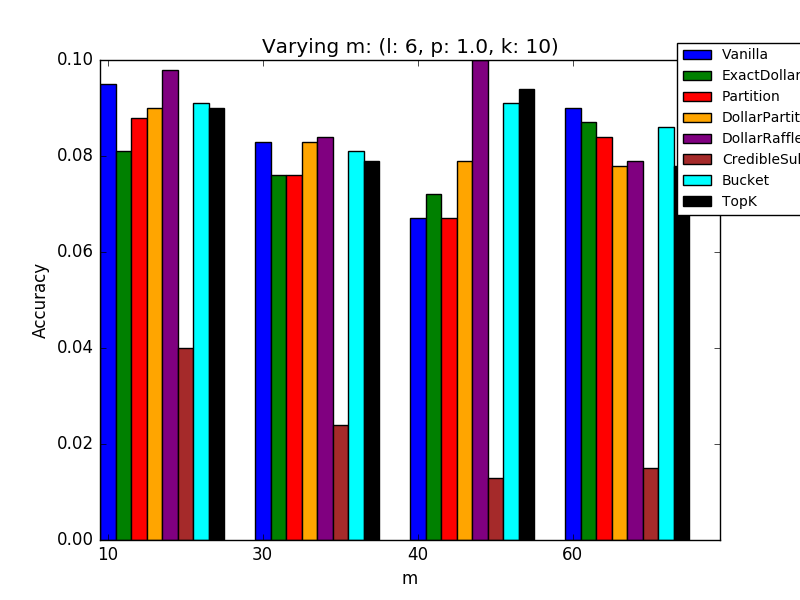 Varying m: (l: 6, p: 1.0, k: 10)
0.10
0.08
0.06
0.04
0.02
0.00
Accuracy
10 30 40 60
m
Vanilla
ExactDollar
Partition
DollarPartit
DollarRaffle
CredibleSu
Bucket
TopK